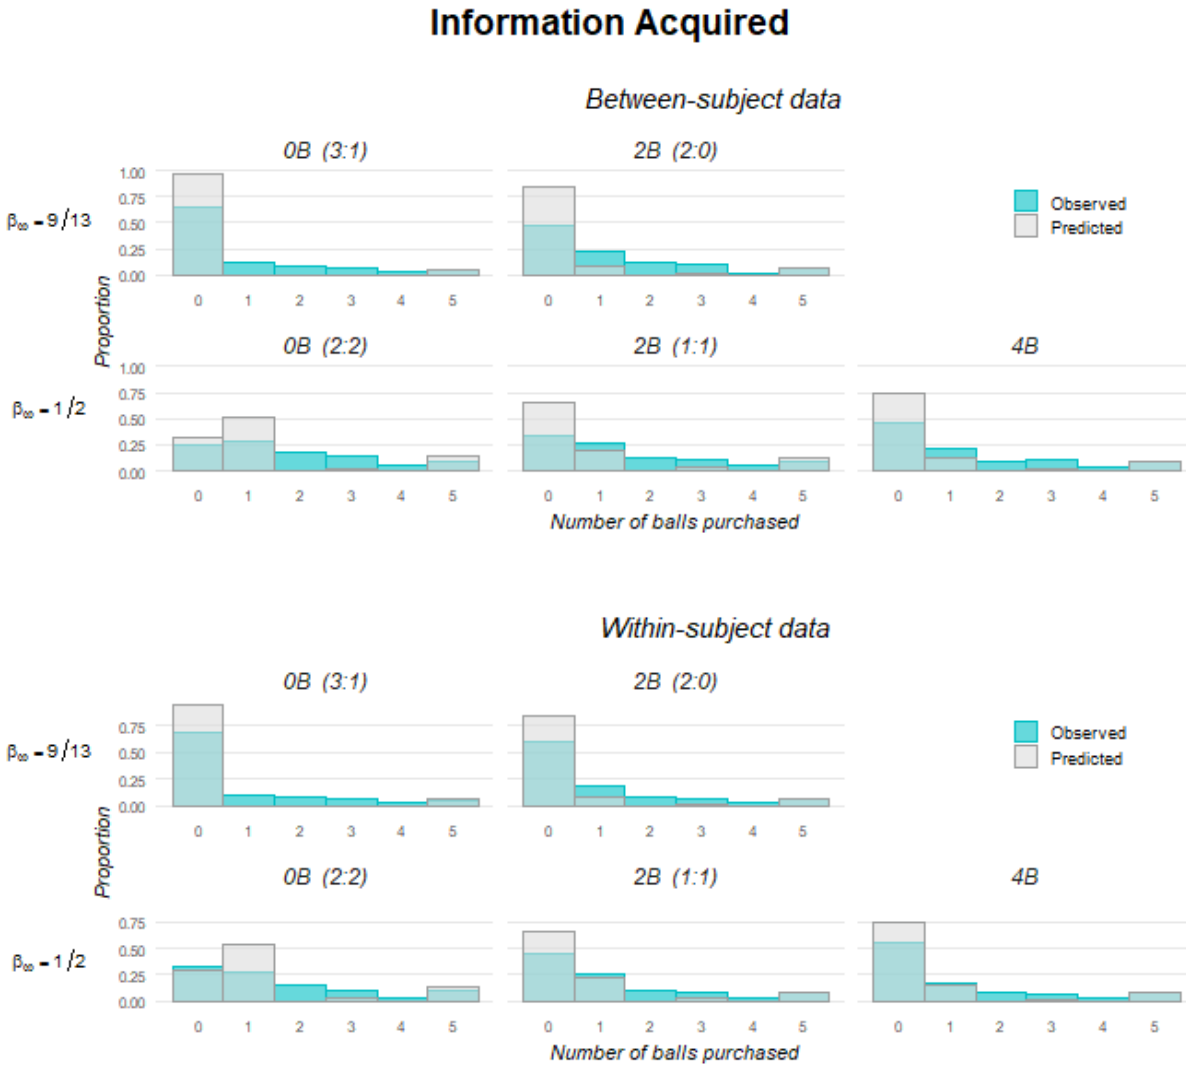 Information Acquired
Between-subject data
0B (3:1)
2B (2:0)
β∞ = 9/13
Proportion
1.00
0.75
0.50
0.25
0.00
0 1 2 3 4 5
0 1 2 3 4 5
Observed
Predicted
0B (2:2)
2B (1:1)
4B
β∞ = 1/2
1.00
0.75
0.50
0.25
0.00
0 1 2 3 4 5
0 1 2 3 4 5
0 1 2 3 4 5
Number of balls purchased
Within-subject data
0B (3:1)
2B (2:0)
β∞ = 9/13
Proportion
0.75
0.50
0.25
0.00
0 1 2 3 4 5
0 1 2 3 4 5
Observed
Predicted
0B (2:2)
2B (1:1)
4B
β∞ = 1/2
0.75
0.50
0.25
0.00
0 1 2 3 4 5
0 1 2 3 4 5
0 1 2 3 4 5
Number of balls purchased